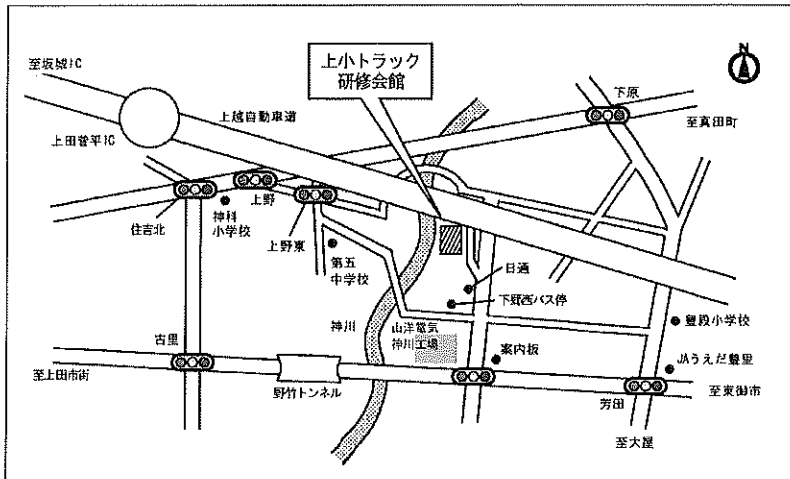 上小トラック
研修会館
N
至坂城IC
上田菅平IC
上越自動車道
下原
至真田町
住吉北
上野
神科
小学校
上野東
第五
中学校
日通
下郷西バス停
神川
山洋電気
神川工場
豊殿小学校
案内板
JAうえだ豊里
古里
至上田市街
野竹トンネル
芳田
至東御市
至大屋